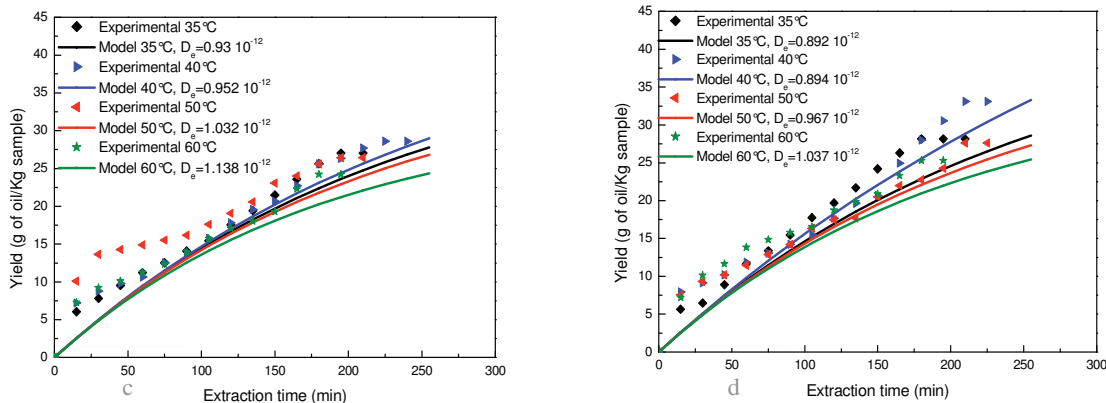 45
40
35
30
25
20
15
10
5
0
Yield (g of oil/Kg sample)
Experimental 35°C
Model 35°C, De=0.93 10-12
Experimental 40°C
Model 40°C, De=0.952 10-12
Experimental 50°C
Model 50°C, De=1.032 10-12
Experimental 60°C
Model 60°C, De=1.138 10-12
0 50 100 150 200 250 300
c
Extraction time (min)
45
40
35
30
25
20
15
10
5
0
Yield (g of oil/Kg sample)
Experimental 35°C
Model 35°C, De=0.892 10-12
Experimental 40°C
Model 40°C, De=0.894 10-12
Experimental 50°C
Model 50°C, De=0.967 10-12
Experimental 60°C
Model 60°C, De=1.037 10-12
0 50 100 150 200 250 300
d
Extraction time (min)